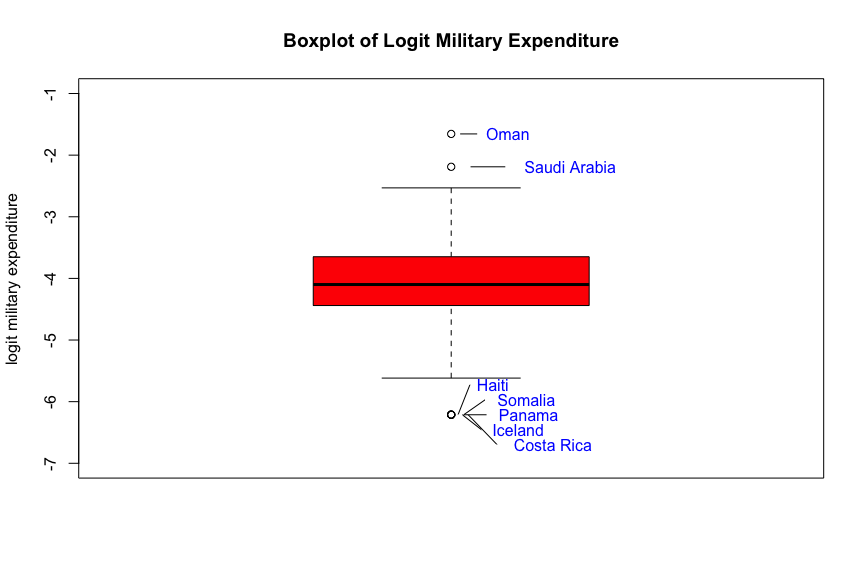 Boxplot of Logit Military Expenditure
logit military expenditure
-1
-2
-3
-4
-5
-6
-7
Oman
Saudi Arabia
Haiti
Somalia
Panama
Iceland
Costa Rica